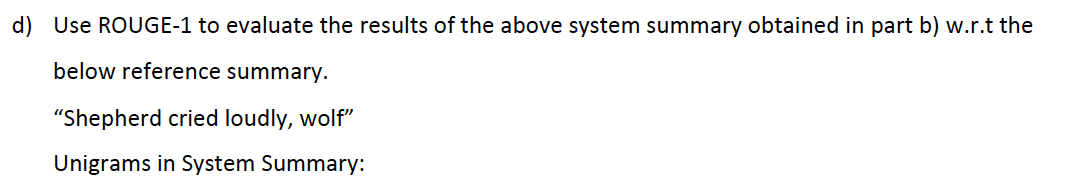 d) Use ROUGE-1 to evaluate the results of the above system summary obtained in part b) w.r.t the
below reference summary.
“Shepherd cried loudly, wolf”
Unigrams in System Summary: